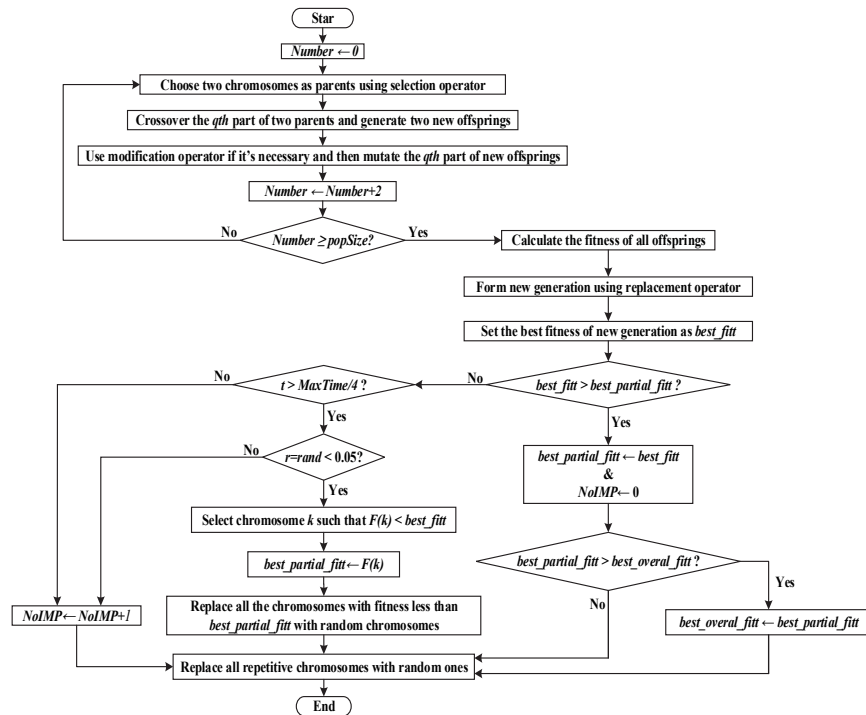 Star
Number ← 0
Choose two chromosomes as parents using selection operator
Crossover the qth part of two parents and generate two new offsprings
Use modification operator if it's necessary and then mutate the qth part of new offsprings
Number ← Number+2
No
Number ≥ popSize?
Yes
Calculate the fitness of all offsprings
Form new generation using replacement operator
Set the best fitness of new generation as best_fitt
No
t > MaxTime/4 ?
No
best_fitt > best_partial_fitt ?
Yes
Yes
No
r=rand < 0.05?
best_partial_fitt ← best_fitt
&
NoIMP ← 0
Yes
Select chromosome k such that F(k) < best_fitt
best_partial_fitt ← F(k)
best_partial_fitt > best_overal_fitt ?
Yes
No
NoIMP ← NoIMP+1
Replace all the chromosomes with fitness less than
best_partial_fitt with random chromosomes
best_overal_fitt ← best_partial_fitt
Replace all repetitive chromosomes with random ones
End